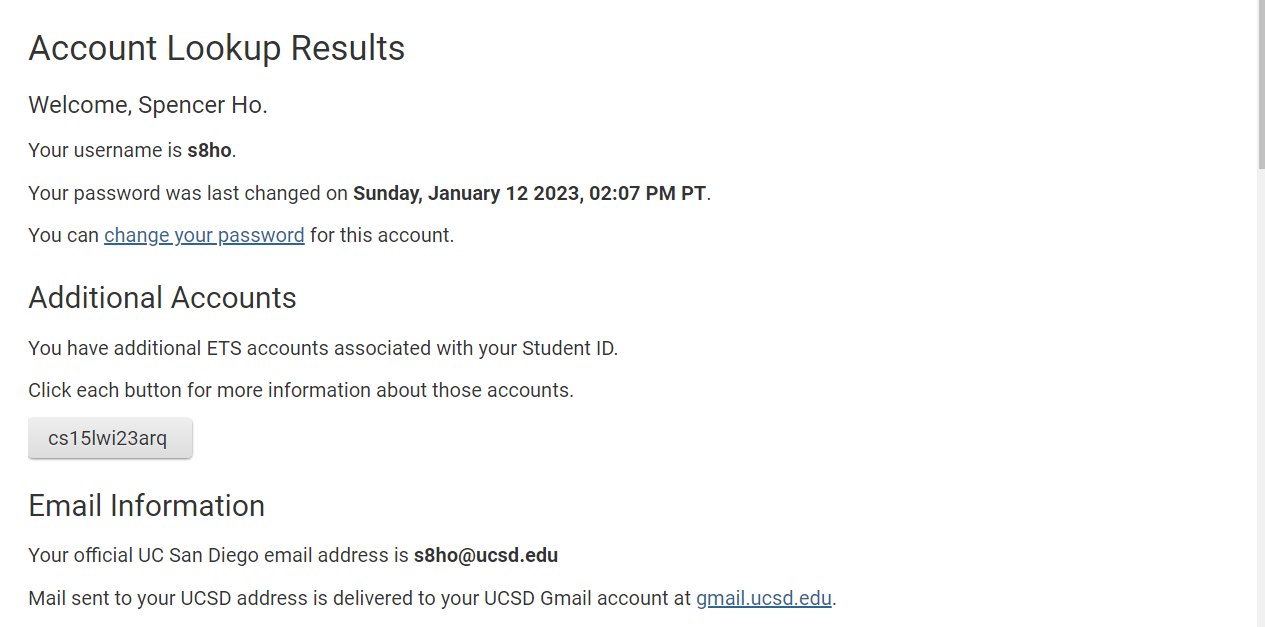 Account Lookup Results
Welcome, Spencer Ho.
Your username is s8ho.
Your password was last changed on Sunday, January 12 2023, 02:07 PM PT.
You can change your password for this account.
Additional Accounts
You have additional ETS accounts associated with your Student ID.
Click each button for more information about those accounts.
cs15lwi23arq
Email Information
Your official UC San Diego email address is s8ho@ucsd.edu
Mail sent to your UCSD address is delivered to your UCSD Gmail account at gmail.ucsd.edu.